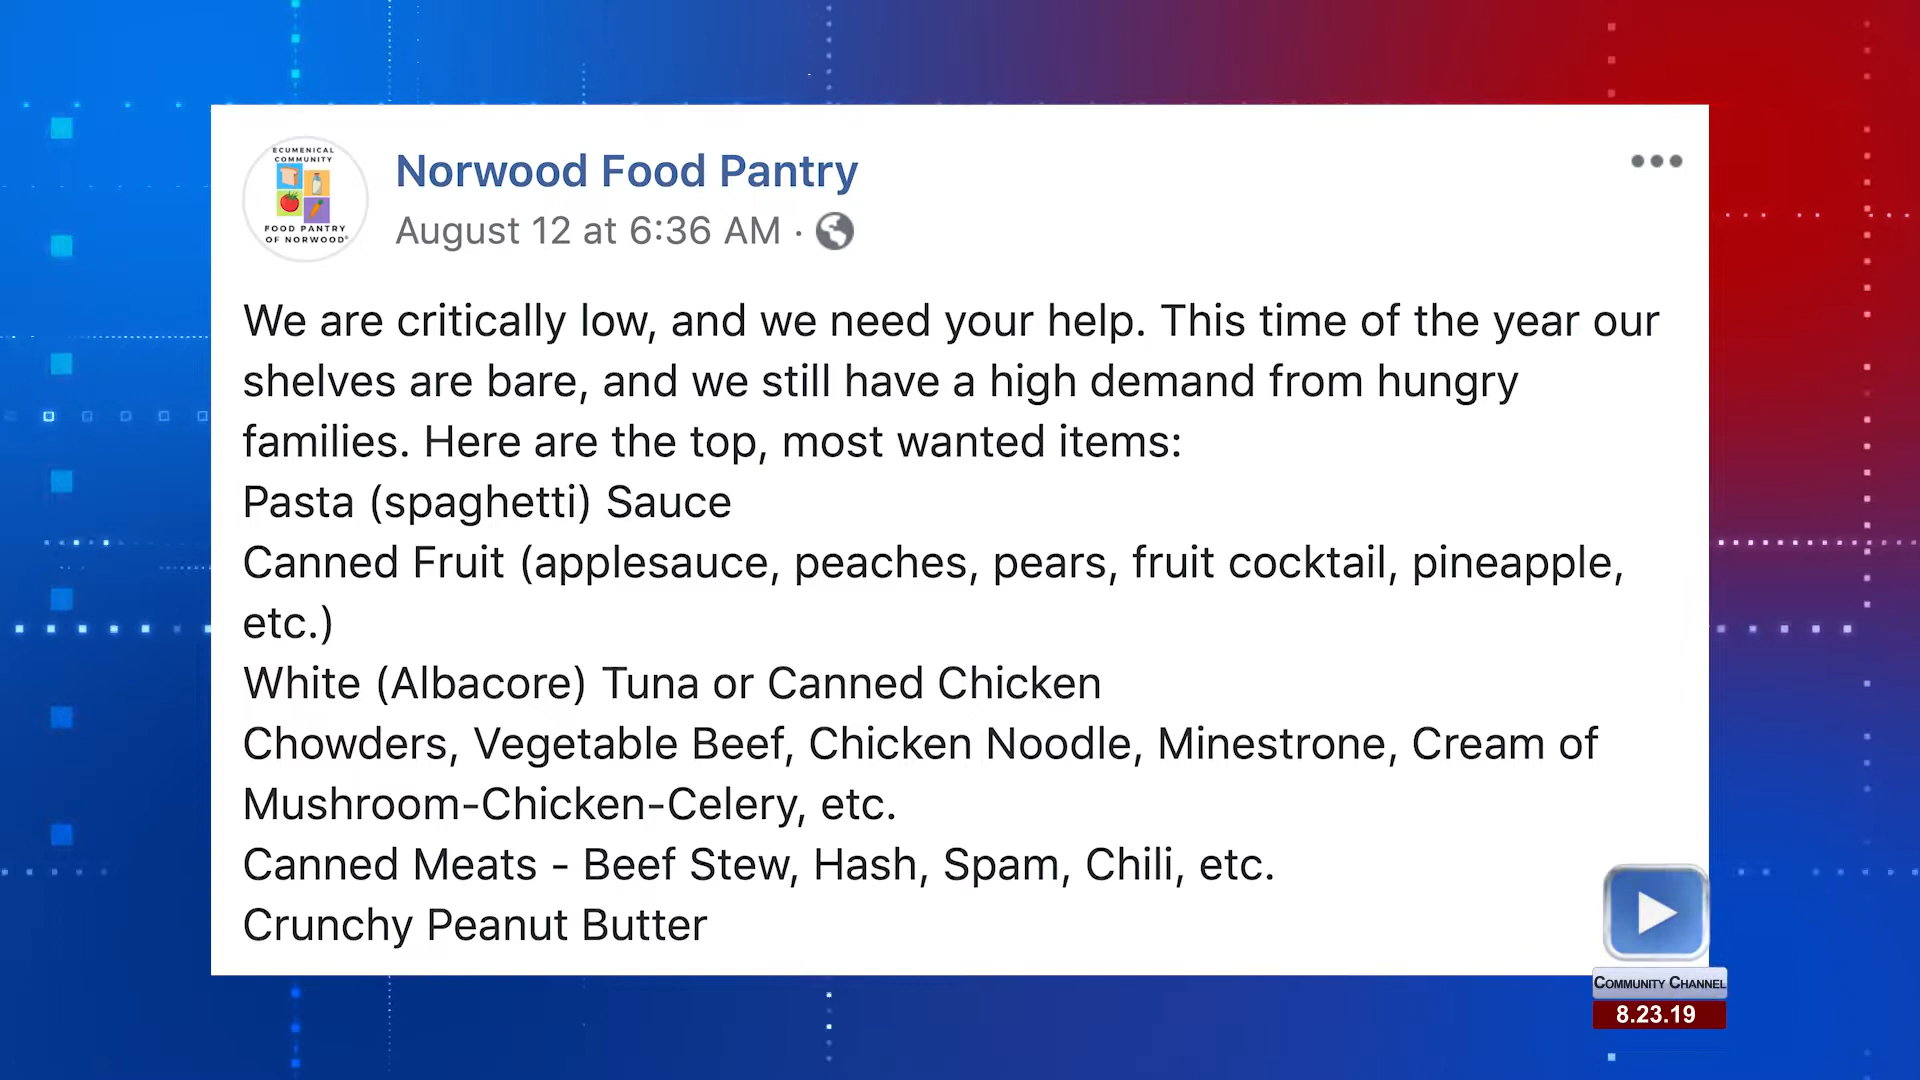 ECUMENICAL
COMMUNITY
FOOD PANTRY
OF NORWOOD
Norwood Food Pantry
August 12 at 6:36 AM ·
We are critically low, and we need your help. This time of the year our
shelves are bare, and we still have a high demand from hungry
families. Here are the top, most wanted items:
Pasta (spaghetti) Sauce
Canned Fruit (applesauce, peaches, pears, fruit cocktail, pineapple,
etc.)
White (Albacore) Tuna or Canned Chicken
Chowders, Vegetable Beef, Chicken Noodle, Minestrone, Cream of
Mushroom-Chicken-Celery, etc.
Canned Meats - Beef Stew, Hash, Spam, Chili, etc.
Crunchy Peanut Butter
COMMUNITY CHANNEL
8.23.19